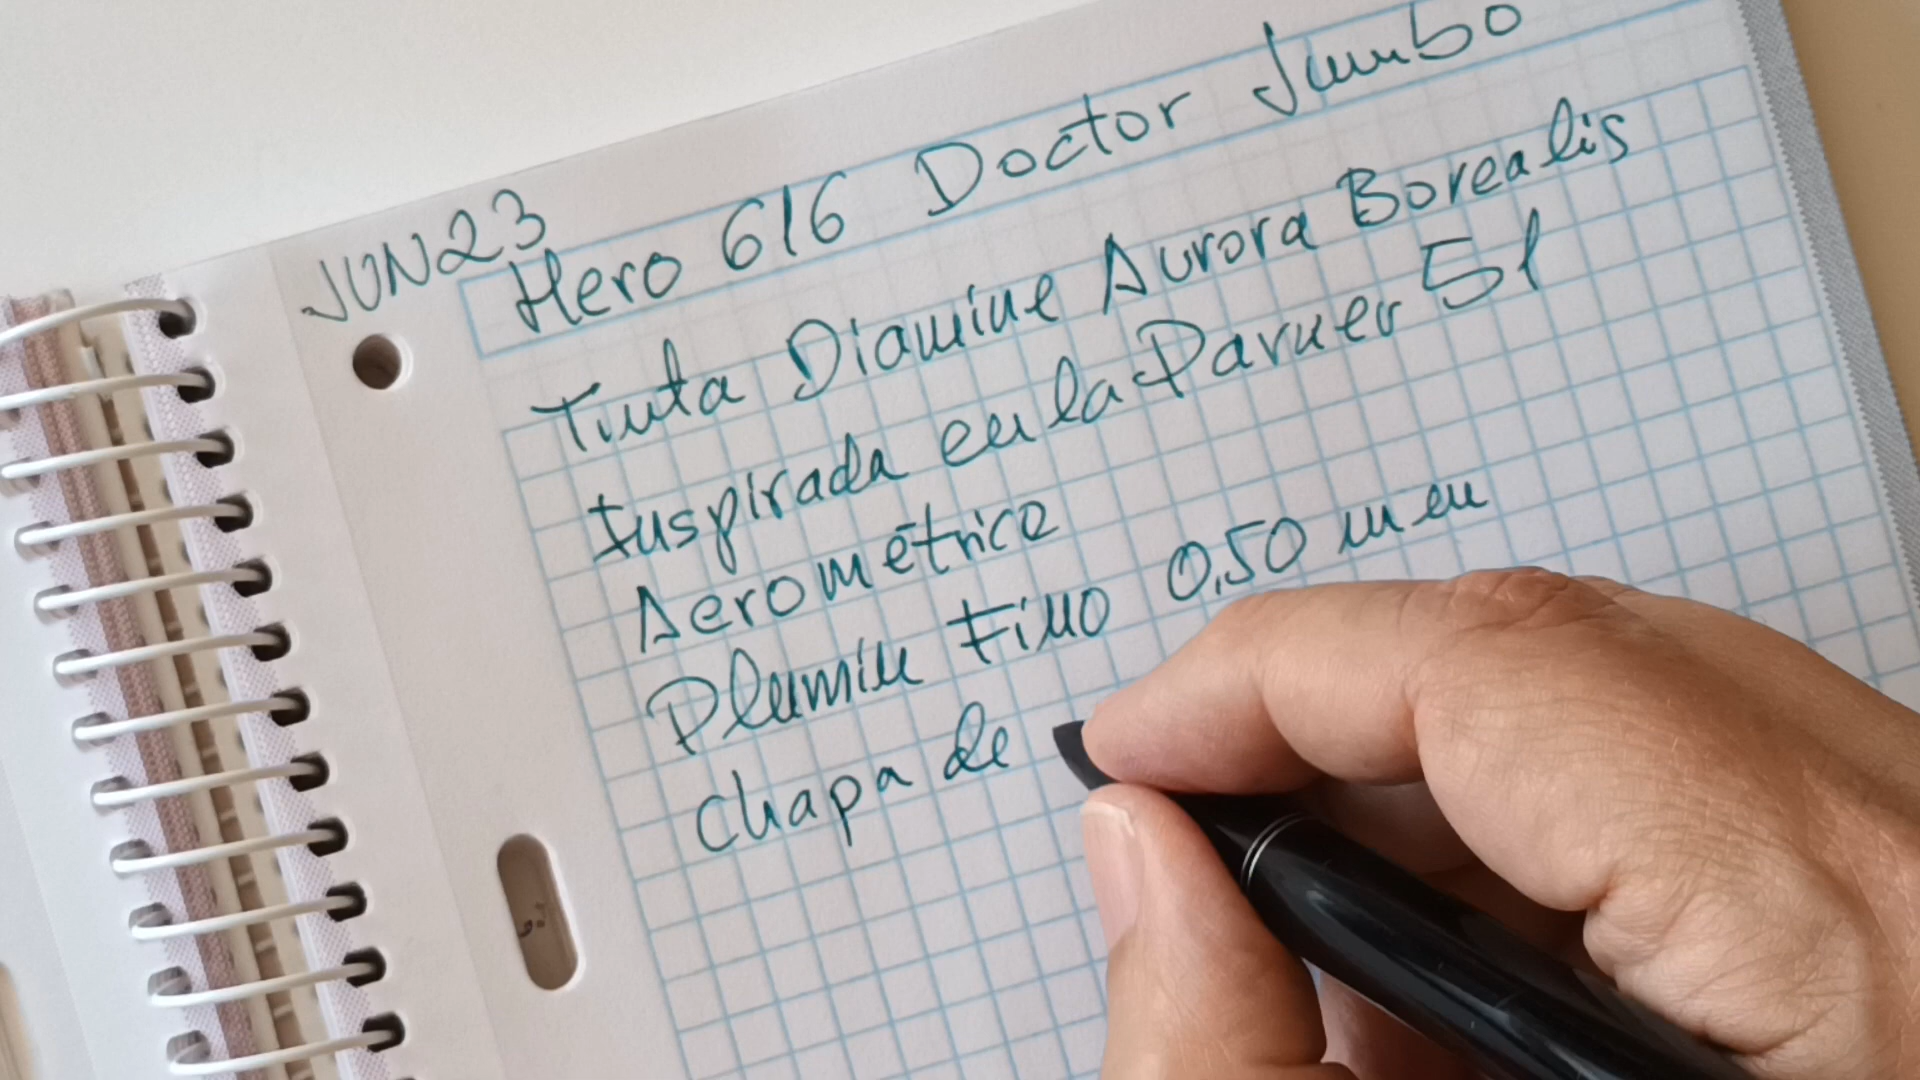 JUN23
Hero 616 Doctor Jumbo
Tinta Diamine Aurora Borealis
Inspirada en la Parker 51
Aerométrico
Plumín Fino 0,50 m en
chapa de